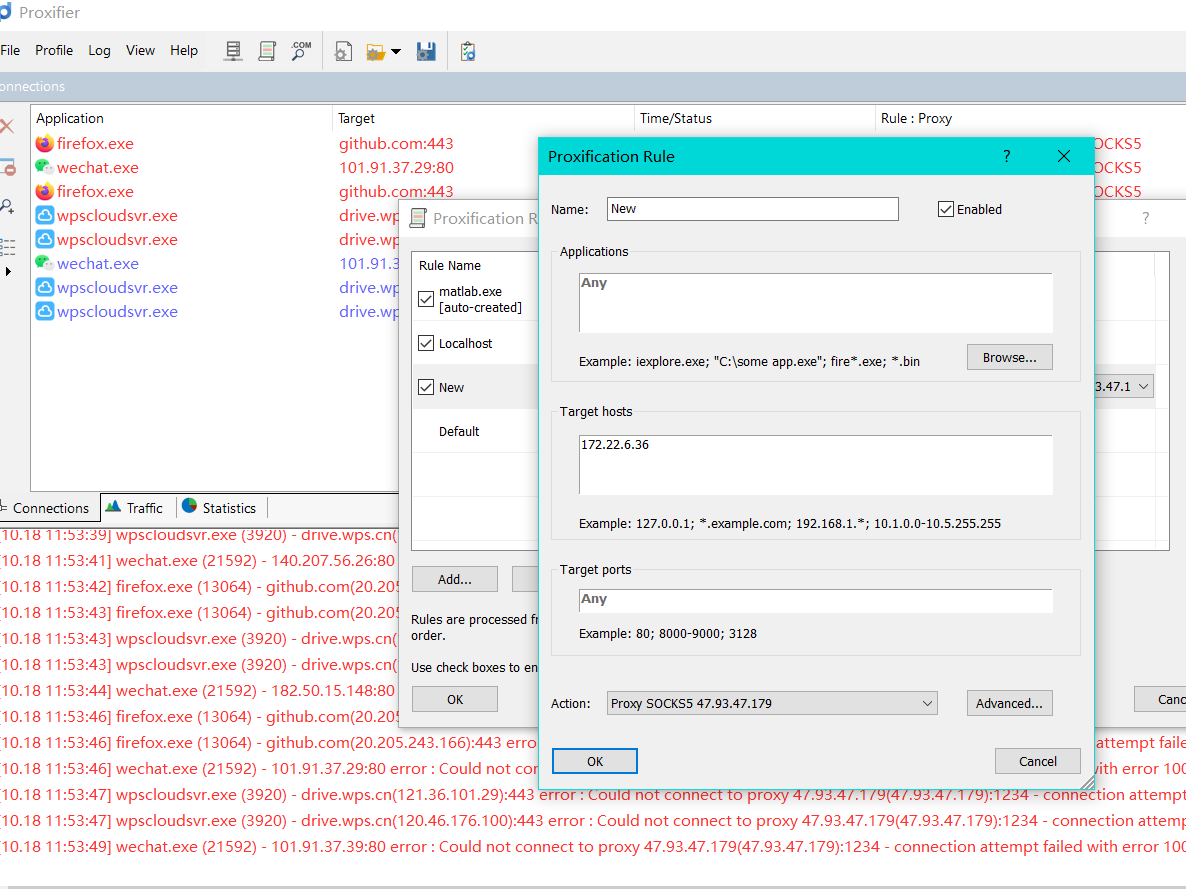 Proxifier
File Profile Log View Help
.COM
onnections
Application Target Time/Status Rule : Proxy
firefox.exe github.com:443 OCKS5
wechat.exe 101.91.37.29:80 OCKS5
firefox.exe github.com:443 OCKS5
wpscloudsvr.exe drive.wp
wpscloudsvr.exe drive.wp
wechat.exe 101.91.3
wpscloudsvr.exe drive.wp
wpscloudsvr.exe drive.wp
Connections Traffic Statistics
Proxification R ?
Rule Name
matlab.exe
[auto-created]
Localhost
New 3.47.1
Default
Add...
Rules are processed fr
order.
Use check boxes to en
OK Canc
Proxification Rule ?
Name: New Enabled
Applications
Any
Example: iexplore.exe; "C:\some app.exe"; fire*.exe; *.bin Browse...
Target hosts
172.22.6.36
Example: 127.0.0.1; *.example.com; 192.168.1.*; 10.1.0.0-10.5.255.255
Target ports
Any
Example: 80; 8000-9000; 3128
Action: Proxy SOCKS5 47.93.47.179 Advanced...
OK Cancel
[10.18 11:53:39] wpscloudsvr.exe (3920) - drive.wps.cn(
[10.18 11:53:41] wechat.exe (21592) - 140.207.56.26:80
[10.18 11:53:42] firefox.exe (13064) - github.com(20.205
[10.18 11:53:43] firefox.exe (13064) - github.com(20.205
[10.18 11:53:43] wpscloudsvr.exe (3920) - drive.wps.cn(
[10.18 11:53:43] wpscloudsvr.exe (3920) - drive.wps.cn(
[10.18 11:53:44] wechat.exe (21592) - 182.50.15.148:80
[10.18 11:53:46] firefox.exe (13064) - github.com(20.205
[10.18 11:53:46] firefox.exe (13064) - github.com(20.205.243.166):443 erro attempt faile
[10.18 11:53:46] wechat.exe (21592) - 101.91.37.29:80 error : Could not con with error 100
[10.18 11:53:47] wpscloudsvr.exe (3920) - drive.wps.cn(121.36.101.29):443 error : Could not connect to proxy 47.93.47.179(47.93.47.179):1234 - connection attempt
[10.18 11:53:47] wpscloudsvr.exe (3920) - drive.wps.cn(120.46.176.100):443 error : Could not connect to proxy 47.93.47.179(47.93.47.179):1234 - connection attemp
[10.18 11:53:49] wechat.exe (21592) - 101.91.37.39:80 error : Could not connect to proxy 47.93.47.179(47.93.47.179):1234 - connection attempt failed with error 100